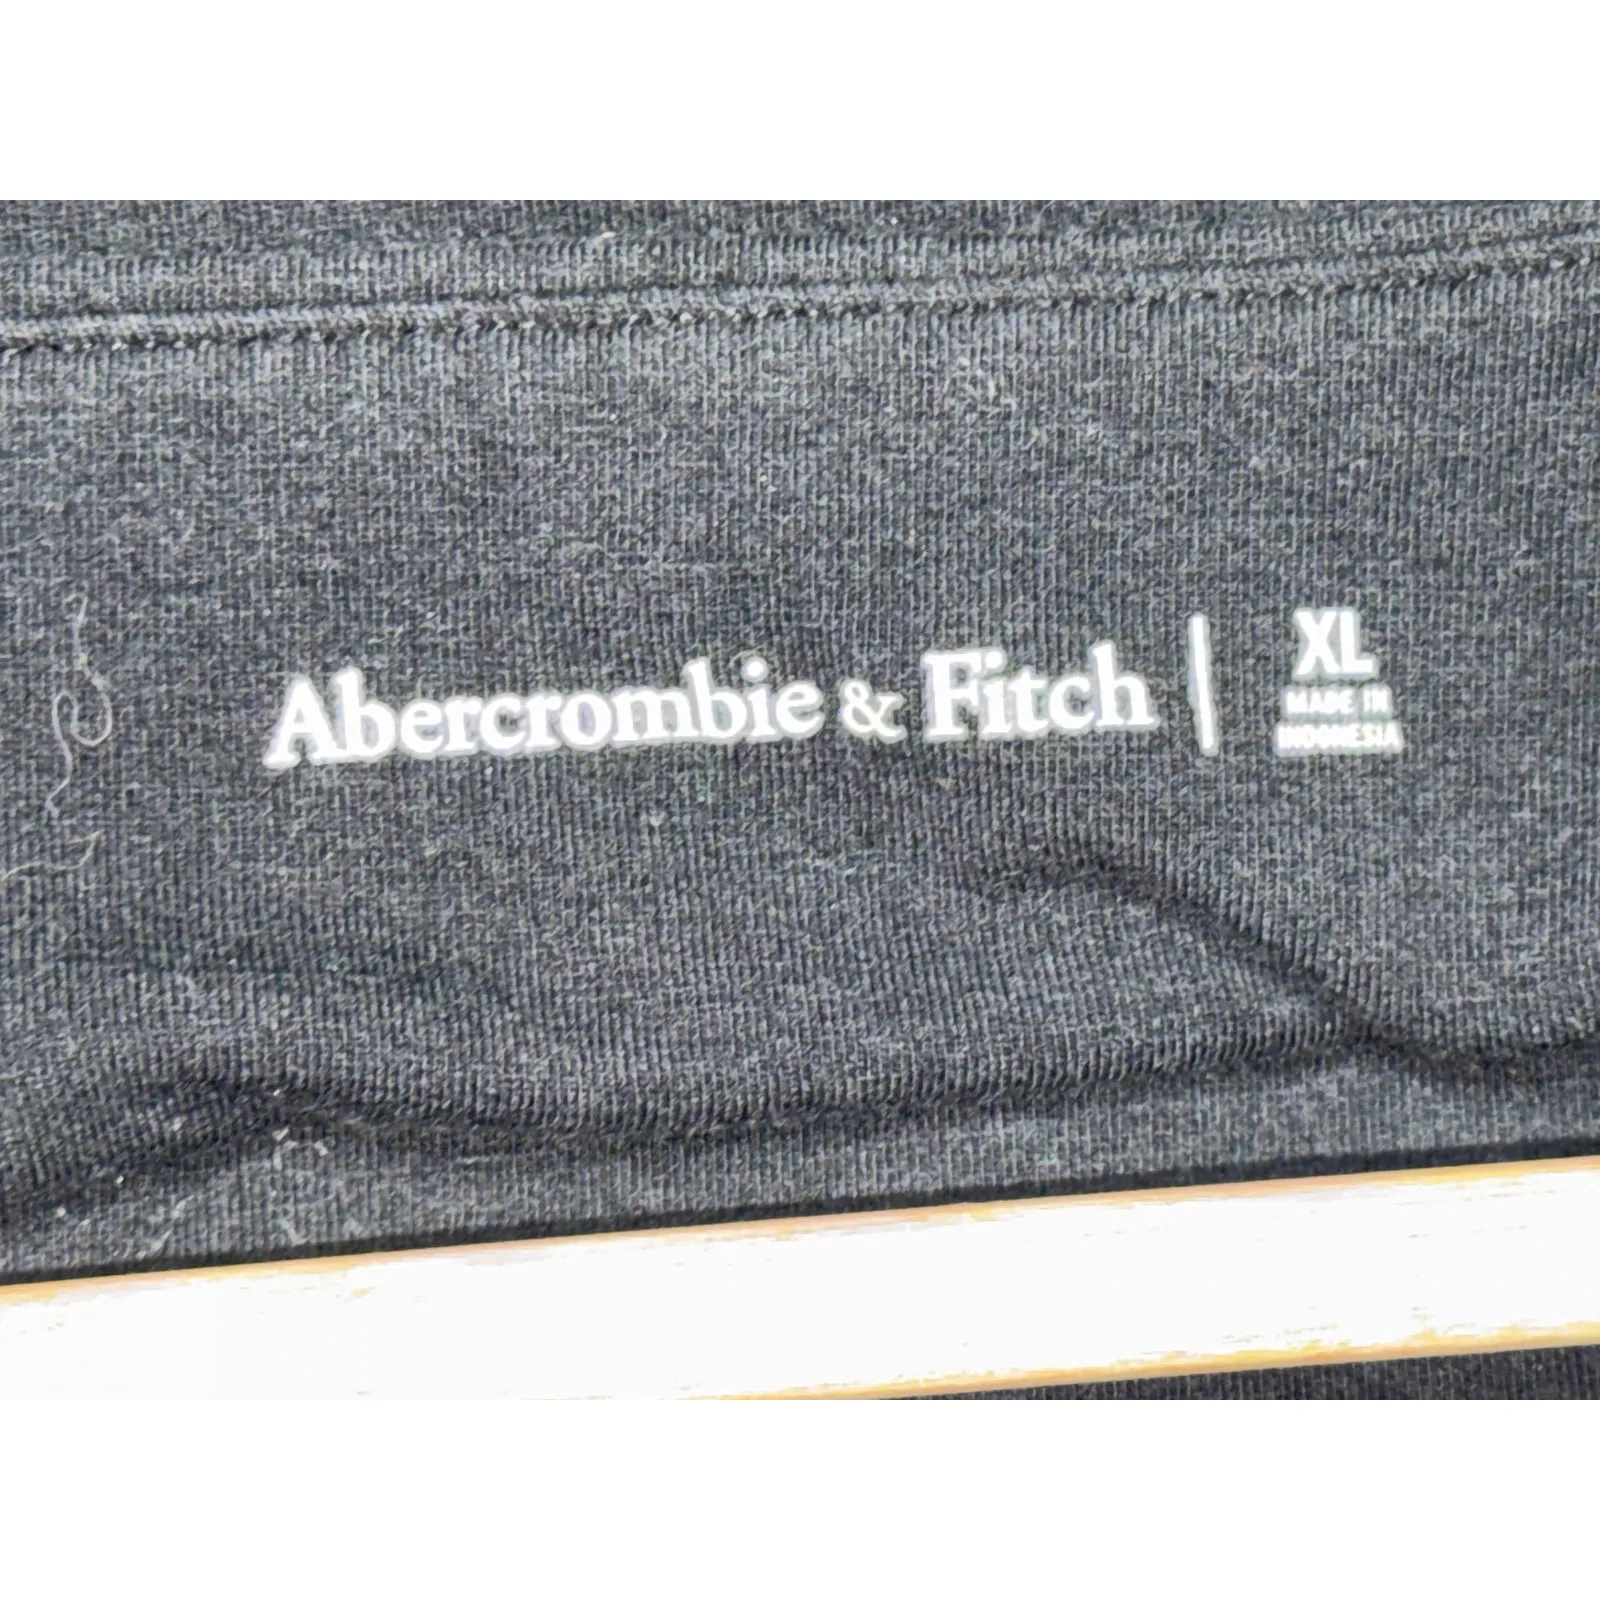 Abercrombie & Fitch | XL
MADE IN
INDONESIA